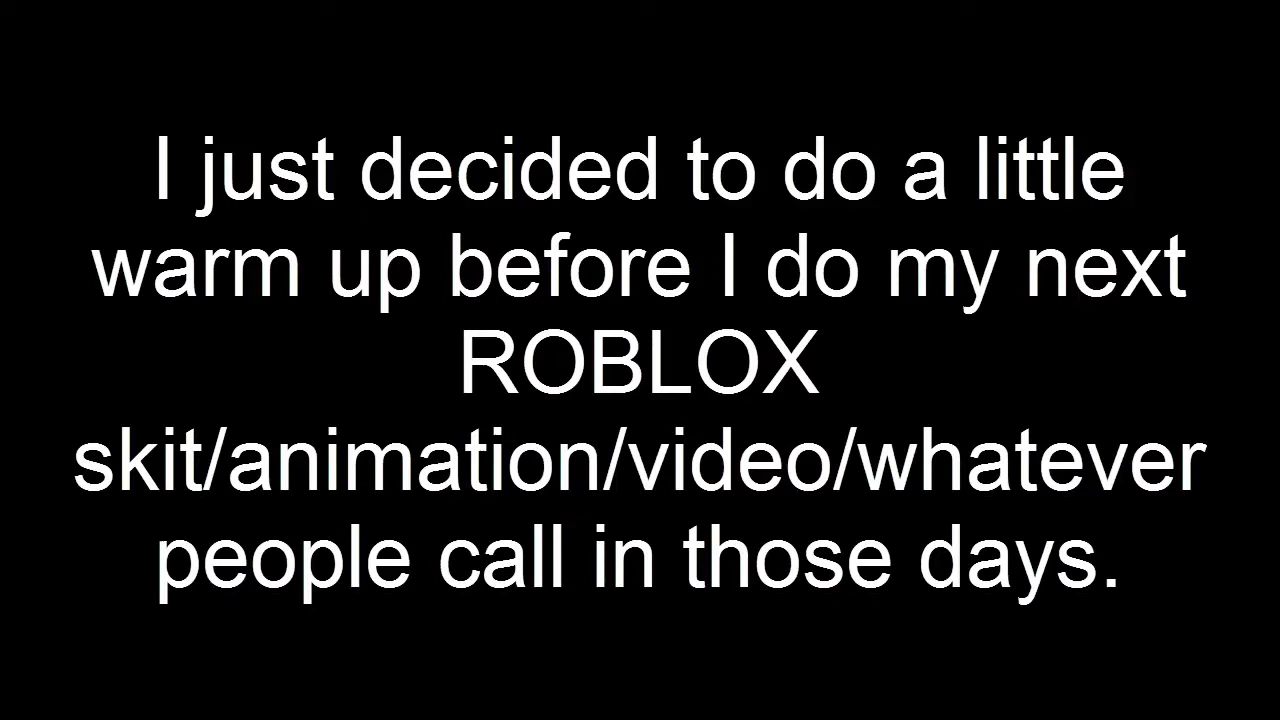 I just decided to do a little
warm up before I do my next
ROBLOX
skit/animation/video/whatever
people call in those days.